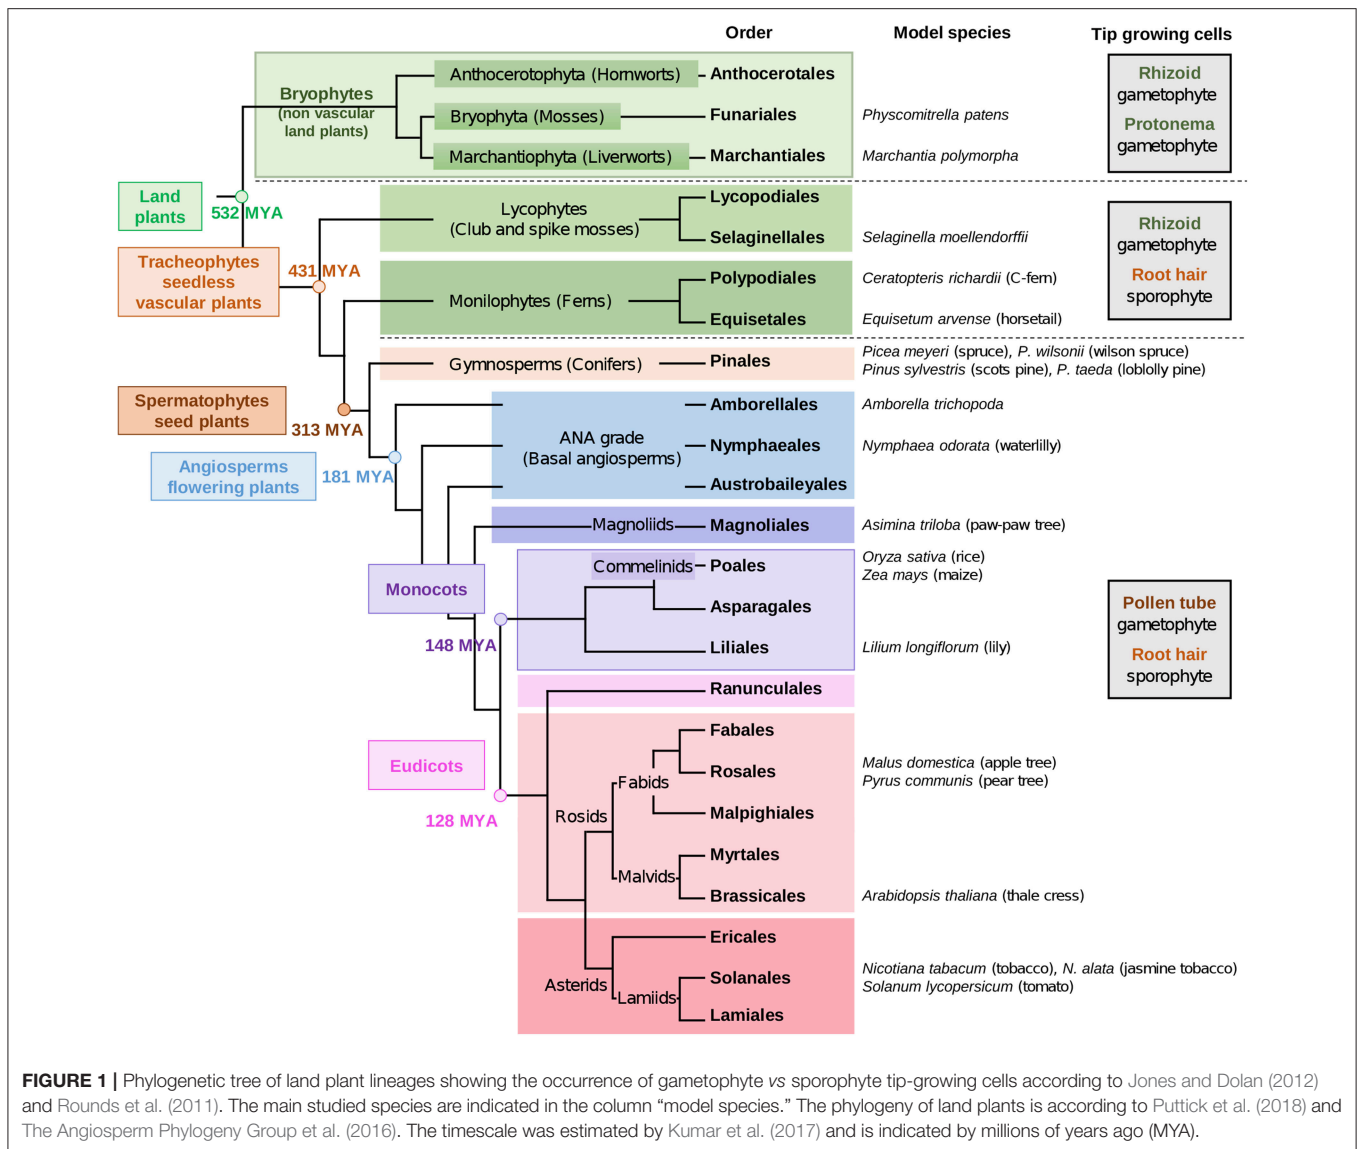 Order
Model species
Tip growing cells
Bryophytes
(non vascular
land plants)
Anthocerotophyta (Hornworts)
Anthocerotales
Bryophyta (Mosses)
Funariales
Physcomitrella patens
Marchantiophyta (Liverworts)
Marchantiales
Marchantia polymorpha
Rhizoid
gametophyte
Protonema
gametophyte
Land
plants
532 MYA
Lycophytes
(Club and spike mosses)
Lycopodiales
Selaginellales
Selaginella moellendorffii
Tracheophytes
seedless
vascular plants
431 MYA
Monilophytes (Ferns)
Polypodiales
Ceratopteris richardii (C-fern)
Equisetales
Equisetum arvense (horsetail)
Rhizoid
gametophyte
Root hair
sporophyte
Gymnosperms (Conifers)
Pinales
Picea meyeri (spruce), P. wilsonii (wilson spruce)
Pinus sylvestris (scots pine), P. taeda (loblolly pine)
Spermatophytes
seed plants
313 MYA
Angiosperms
flowering plants
181 MYA
ANA grade
(Basal angiosperms)
Amborellales
Amborella trichopoda
Nymphaeales
Nymphaea odorata (waterlilly)
Austrobaileyales
Magnoliids
Magnoliales
Asimina triloba (paw-paw tree)
Monocots
148 MYA
Commelinids
Poales
Oryza sativa (rice)
Zea mays (maize)
Asparagales
Liliales
Lilium longiflorum (lily)
Pollen tube
gametophyte
Root hair
sporophyte
Ranunculales
Eudicots
128 MYA
Rosids
Fabids
Fabales
Rosales
Malus domestica (apple tree)
Pyrus communis (pear tree)
Malpighiales
Malvids
Myrtales
Brassicales
Arabidopsis thaliana (thale cress)
Asterids
Ericales
Lamiids
Solanales
Nicotiana tabacum (tobacco), N. alata (jasmine tobacco)
Solanum lycopersicum (tomato)
Lamiales
FIGURE 1 | Phylogenetic tree of land plant lineages showing the occurrence of gametophyte vs sporophyte tip-growing cells according to Jones and Dolan (2012)
and Rounds et al. (2011). The main studied species are indicated in the column “model species.” The phylogeny of land plants is according to Puttick et al. (2018) and
The Angiosperm Phylogeny Group et al. (2016). The timescale was estimated by Kumar et al. (2017) and is indicated by millions of years ago (MYA).